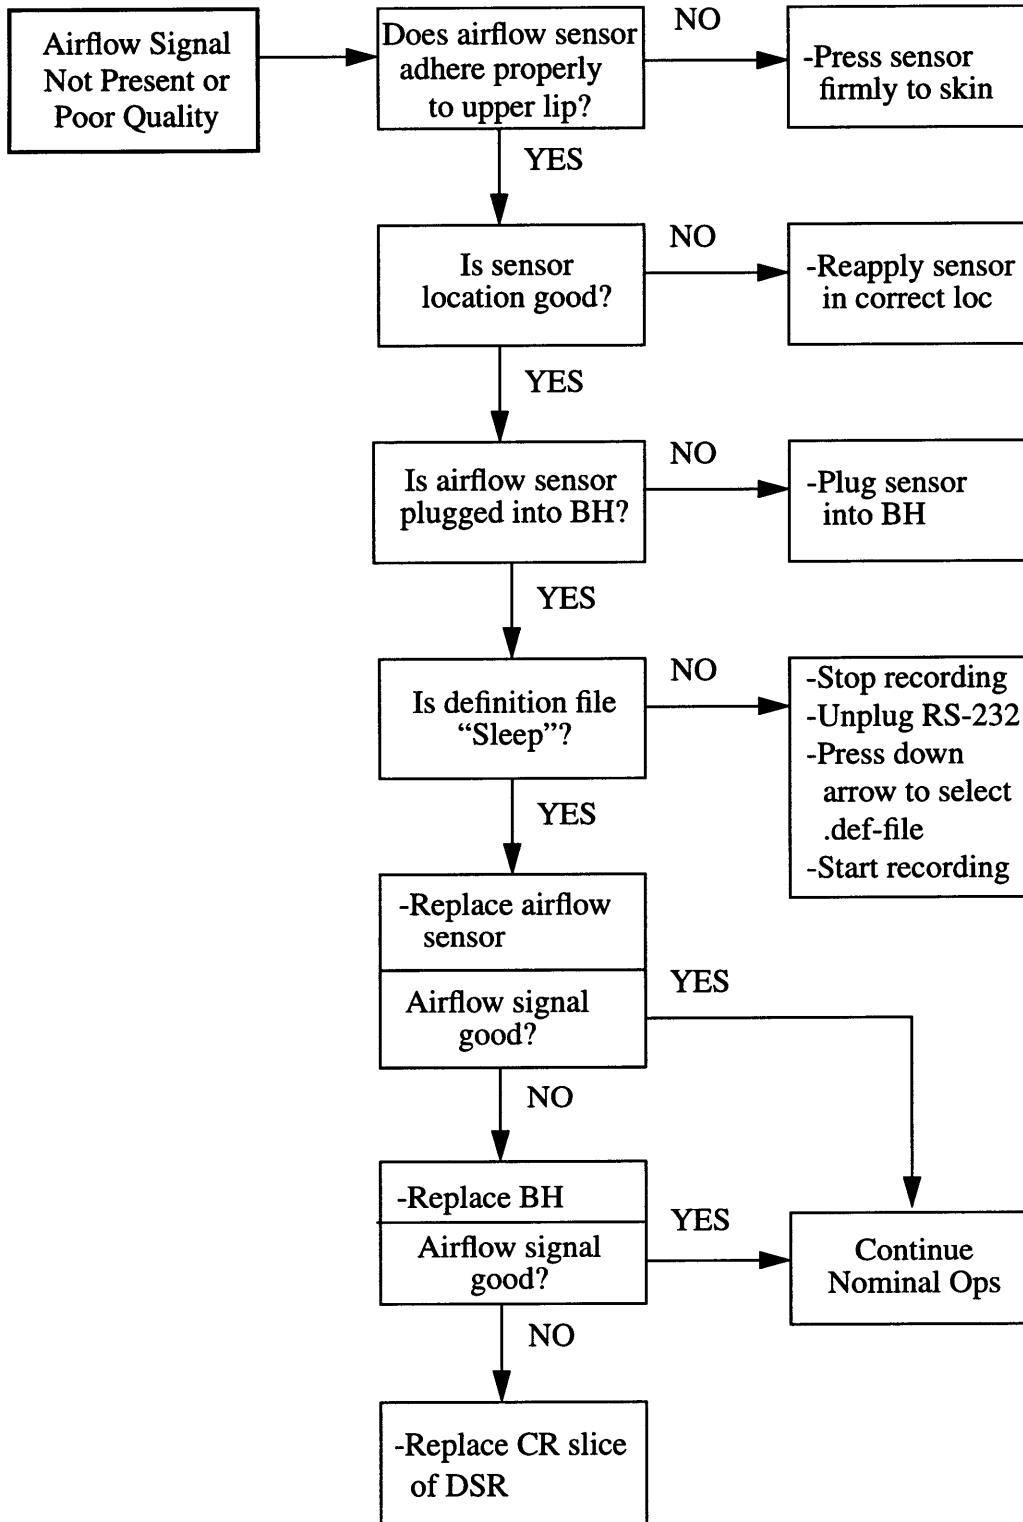 Airflow Signal
Not Present or
Poor Quality
Does airflow sensor
adhere properly
to upper lip?
NO
-Press sensor
firmly to skin
YES
Is sensor
location good?
NO
-Reapply sensor
in correct loc
YES
Is airflow sensor
plugged into BH?
NO
-Plug sensor
into BH
YES
Is definition file
“Sleep”?
NO
-Stop recording
-Unplug RS-232
-Press down
arrow to select
.def-file
-Start recording
YES
-Replace airflow
sensor
Airflow signal
good?
YES
NO
-Replace BH
Airflow signal
good?
YES
Continue
Nominal Ops
NO
-Replace CR slice
of DSR